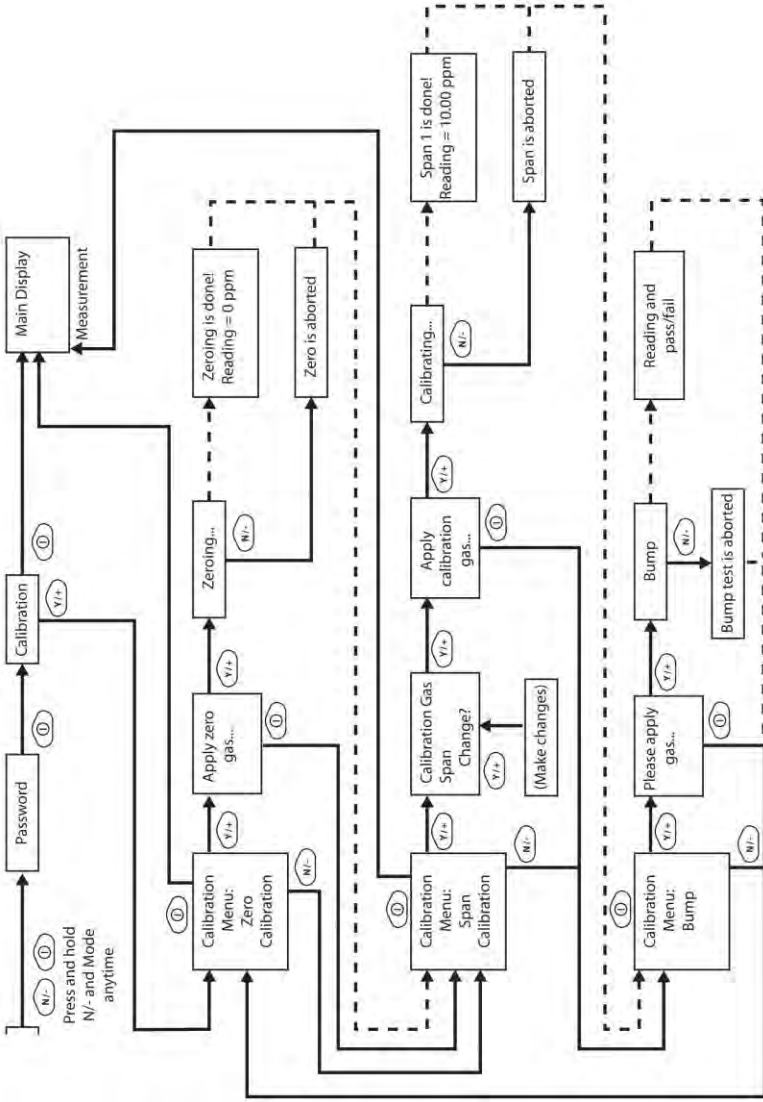 Password
Calibration
Main Display
Y/+
Measurement
N/-
Press and hold
N/- and Mode
anytime
Calibration
Menu:
Zero
Calibration
Y/+
N/-
Apply zero
gas....
Y/+
Zeroing...
N/-
Zeroing is done!
Reading = 0 ppm
Zero is aborted
Calibration
Menu:
Span
Calibration
Y/+
N/-
Calibration Gas
Span
Change?
Y/+
Y/+
(Make changes)
Apply
calibration
gas...
Y/+
Calibrating...
N/-
Span 1 is done!
Reading = 10.00 ppm
Span is aborted
Calibration
Menu:
Bump
Y/+
N/-
Please apply
gas...
Y/+
Bump
N/-
Bump test is aborted
Reading and
pass/fail